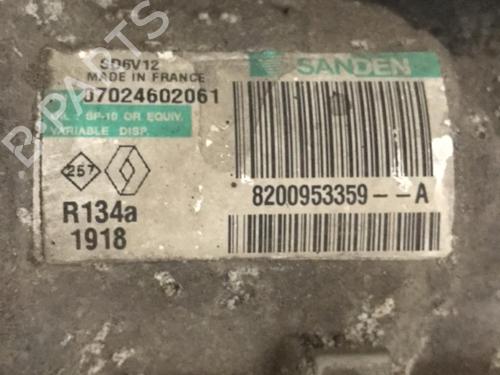 SD6V12
MADE IN FRANCE
07024602061
SP-10 OR EQUIV.
VARIABLE DISP.
SANDEN
257
R134a
1918
8200953359--A
B-PARTS